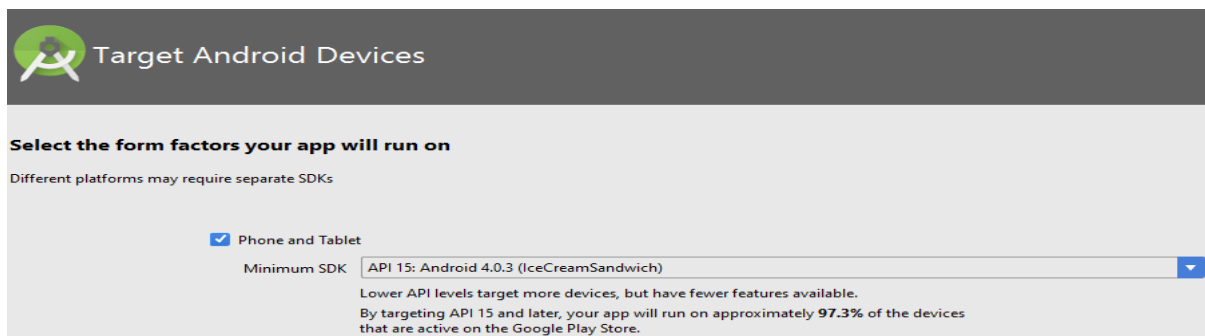 Target Android Devices
Select the form factors your app will run on
Different platforms may require separate SDKs
Phone and Tablet
Minimum SDK API 15: Android 4.0.3 (IceCreamSandwich)
Lower API levels target more devices, but have fewer features available.
By targeting API 15 and later, your app will run on approximately 97.3% of the devices
that are active on the Google Play Store.